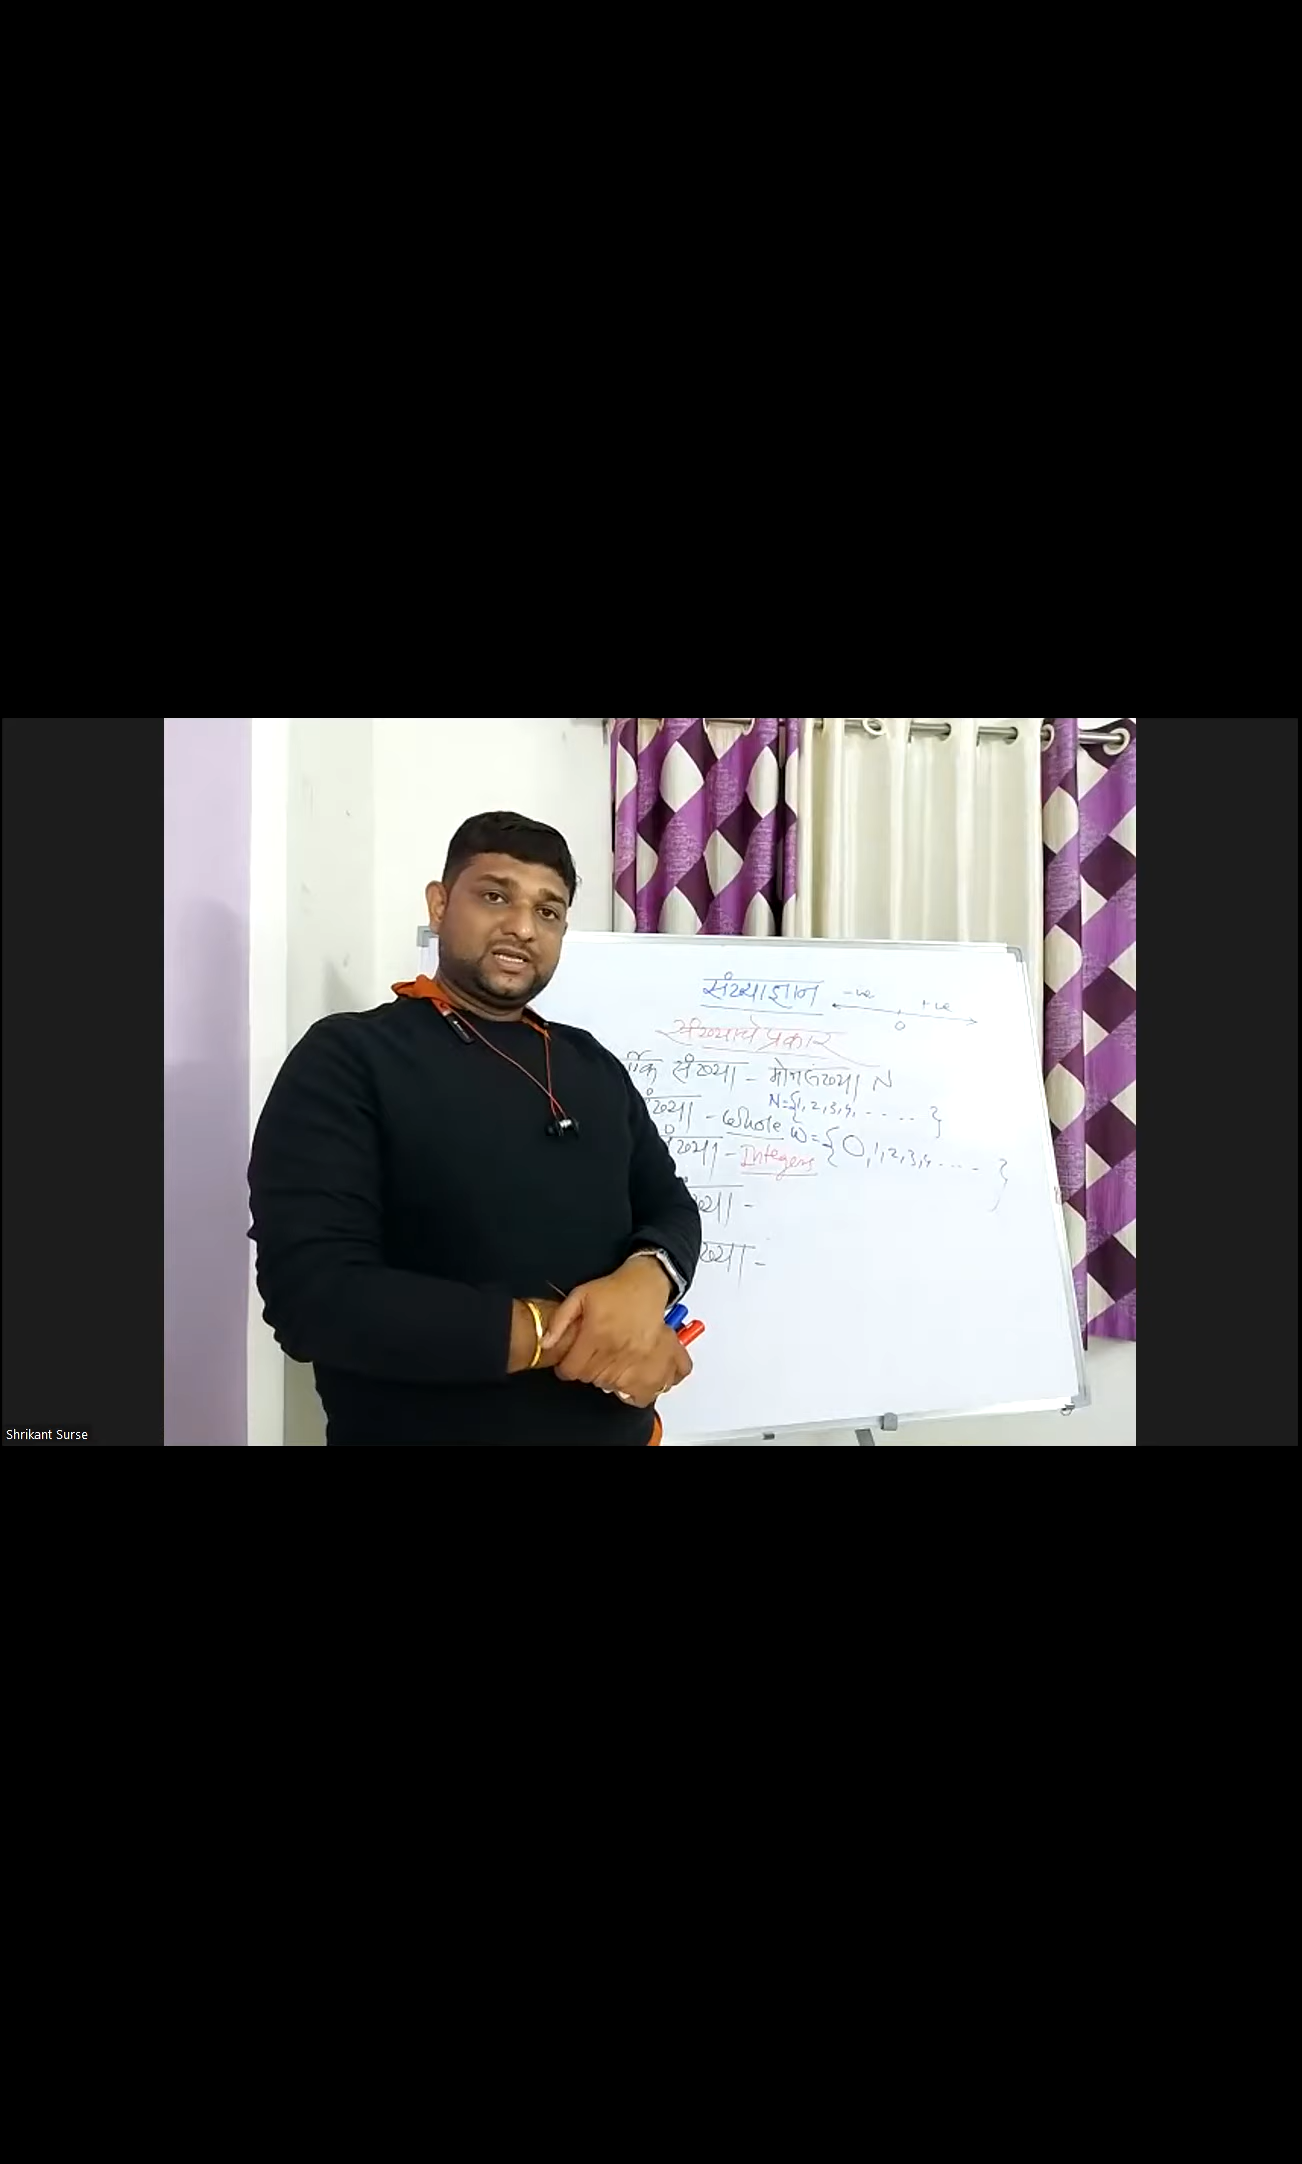 संख्याज्ञान
-ve +ve
0
संख्याचे प्रकार
संख्या - मोजसंख्या N
N={1, 2, 3, 4, ------}
- Whole W={0, 1, 2, 3, 4 ----- }
- Integers
Shrikant Surse